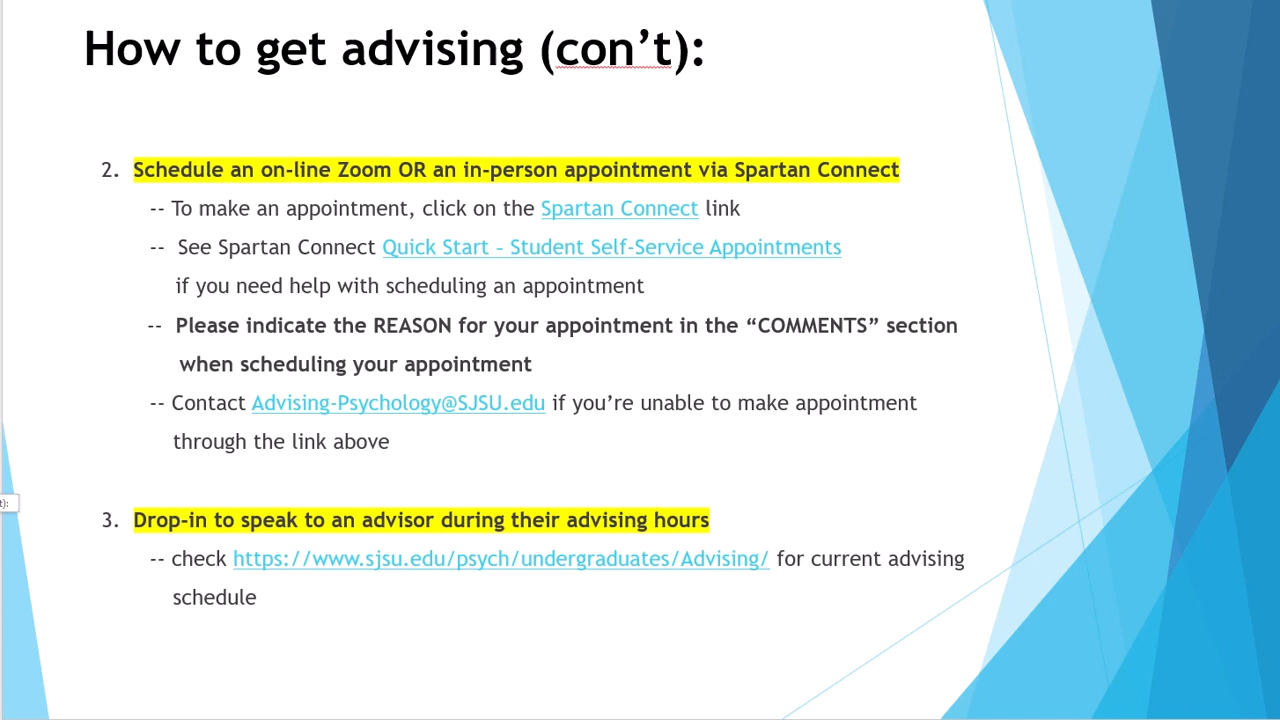 How to get advising (con’t):
2. Schedule an on-line Zoom OR an in-person appointment via Spartan Connect
-- To make an appointment, click on the Spartan Connect link
-- See Spartan Connect Quick Start – Student Self-Service Appointments
if you need help with scheduling an appointment
-- Please indicate the REASON for your appointment in the “COMMENTS” section
when scheduling your appointment
-- Contact Advising-Psychology@SJSU.edu if you’re unable to make appointment
through the link above
t):
3. Drop-in to speak to an advisor during their advising hours
-- check https://www.sjsu.edu/psych/undergraduates/Advising/ for current advising
schedule